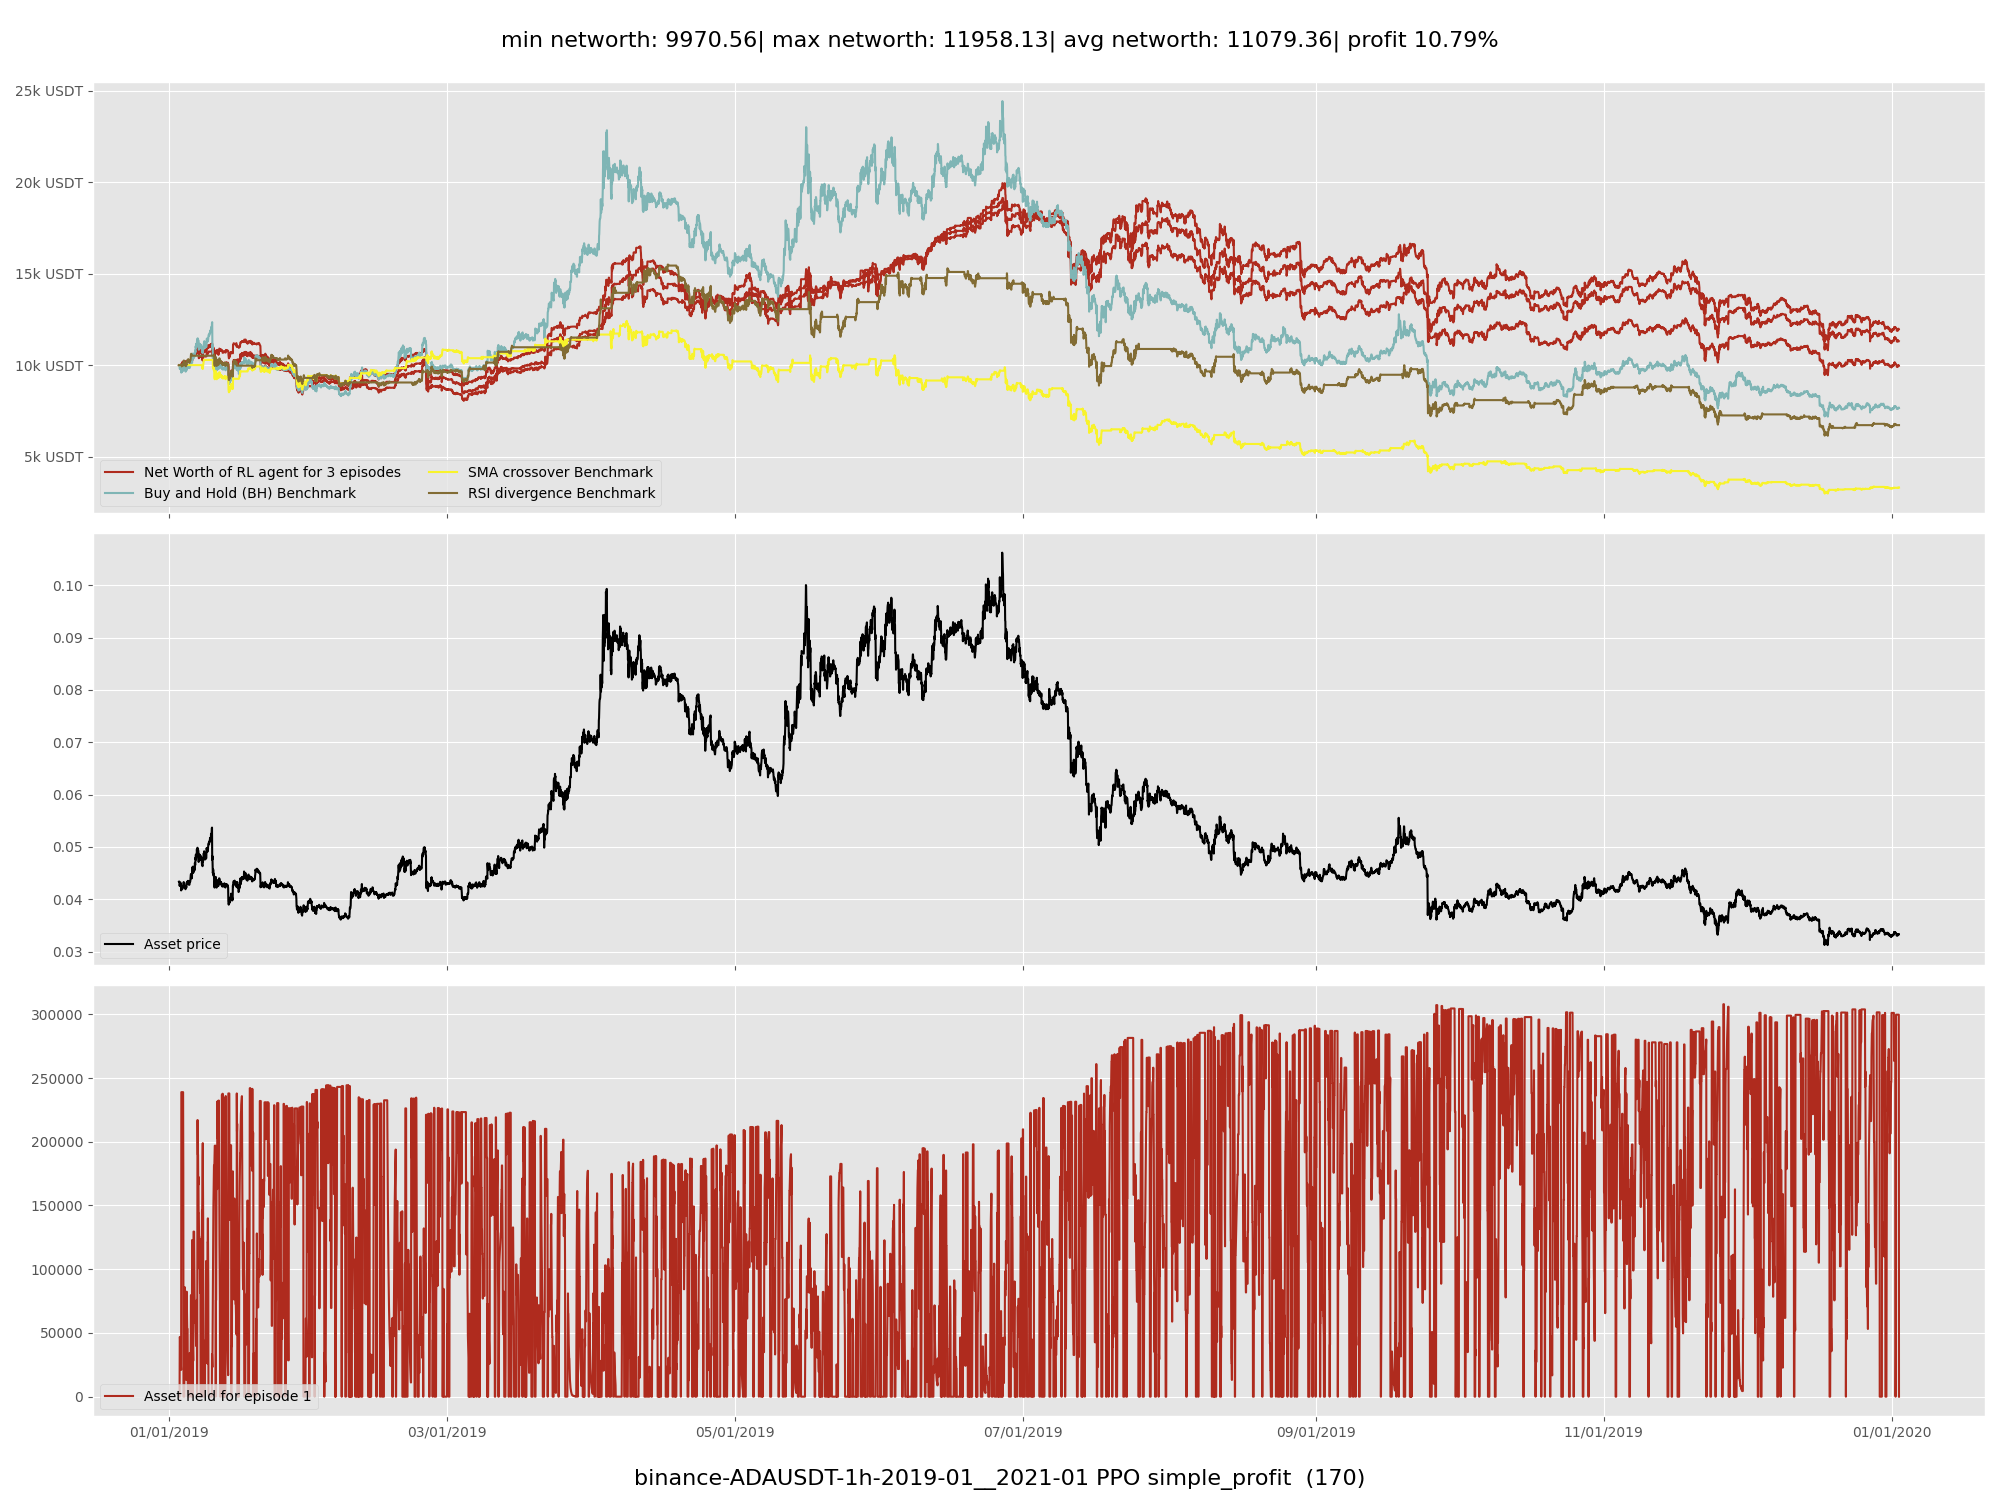 min networth: 9970.56| max networth: 11958.13| avg networth: 11079.36| profit 10.79%
25k USDT
20k USDT
15k USDT
10k USDT
5k USDT
Net Worth of RL agent for 3 episodes
Buy and Hold (BH) Benchmark
SMA crossover Benchmark
RSI divergence Benchmark
0.10
0.09
0.08
0.07
0.06
0.05
0.04
0.03
Asset price
300000
250000
200000
150000
100000
50000
0
Asset held for episode 1
01/01/2019 03/01/2019 05/01/2019 07/01/2019 09/01/2019 11/01/2019 01/01/2020
binance-ADAUSDT-1h-2019-01__2021-01 PPO simple_profit (170)